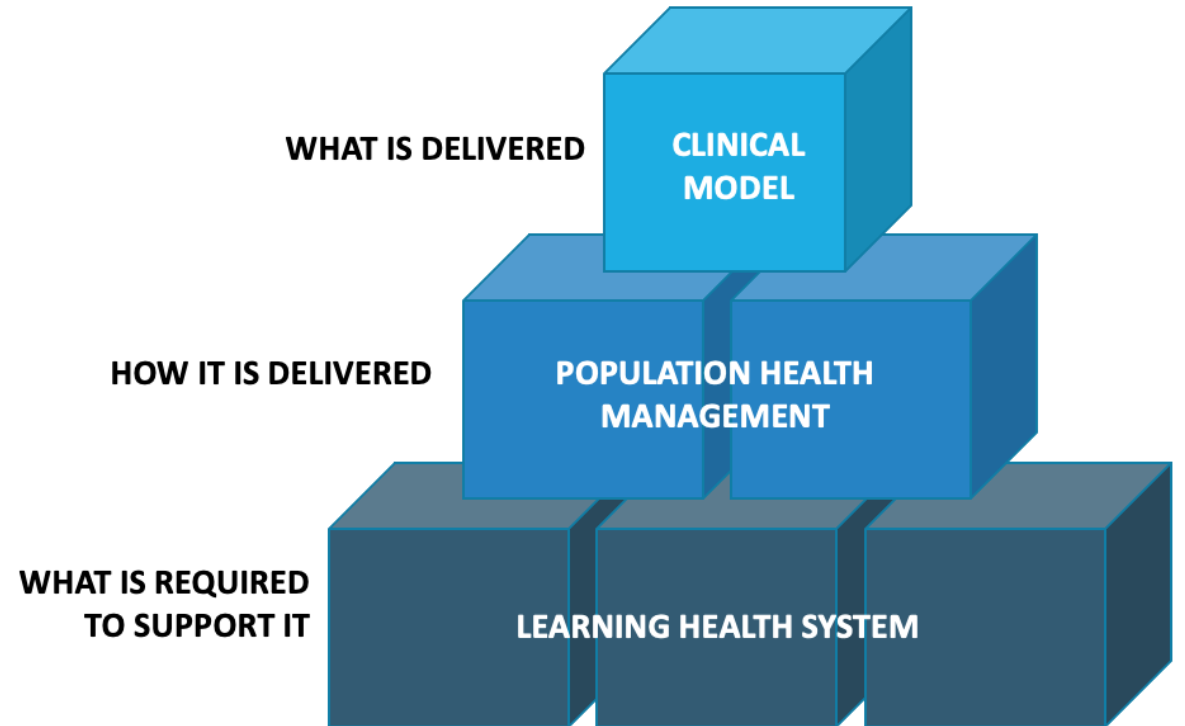 WHAT IS DELIVERED
CLINICAL
MODEL
HOW IT IS DELIVERED
POPULATION HEALTH
MANAGEMENT
WHAT IS REQUIRED
TO SUPPORT IT
LEARNING HEALTH SYSTEM